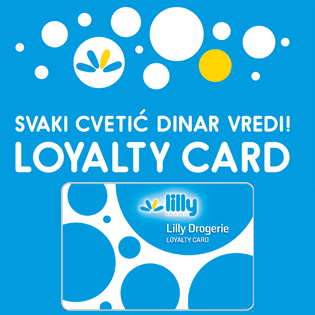 SVAKI CVETIĆ DINAR VREDI!
LOYALTY CARD
lilly
Lilly Drogerie
LOYALTY CARD